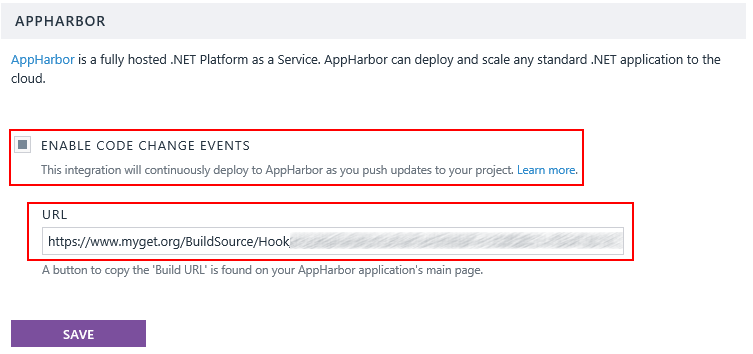 APPHARBOR
AppHarbor is a fully hosted .NET Platform as a Service. AppHarbor can deploy and scale any standard .NET application to the
cloud.
ENABLE CODE CHANGE EVENTS
This integration will continuously deploy to AppHarbor as you push updates to your project. Learn more.
URL
https://www.myget.org/BuildSource/Hook
A button to copy the 'Build URL' is found on your AppHarbor application's main page.
SAVE